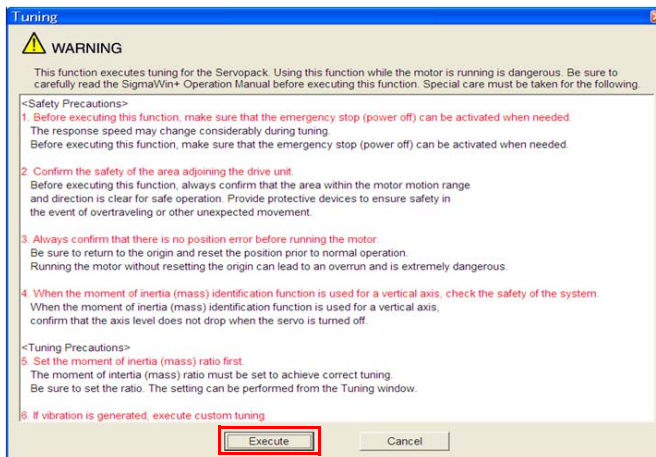 Tuning
WARNING
This function executes tuning for the Servopack. Using this function while the motor is running is dangerous. Be sure to
carefully read the SigmaWin+ Operation Manual before executing this function. Special care must be taken for the following.
<Safety Precautions>
1. Before executing this function, make sure that the emergency stop (power off) can be activated when needed.
The response speed may change considerably during tuning.
Before executing this function, make sure that the emergency stop (power off) can be activated when needed.
2. Confirm the safety of the area adjoining the drive unit.
Before executing this function, always confirm that the area within the motor motion range
and direction is clear for safe operation. Provide protective devices to ensure safety in
the event of overtraveling or other unexpected movement.
3. Always confirm that there is no position error before running the motor.
Be sure to return to the origin and reset the position prior to normal operation.
Running the motor without resetting the origin can lead to an overrun and is extremely dangerous.
4. When the moment of inertia (mass) identification function is used for a vertical axis, check the safety of the system.
When the moment of inertia (mass) identification function is used for a vertical axis,
confirm that the axis level does not drop when the servo is turned off.
<Tuning Precautions>
5. Set the moment of inertia (mass) ratio first.
The moment of intertia (mass) ratio must be set to achieve correct tuning.
Be sure to set the ratio. The setting can be performed from the Tuning window.
6. If vibration is generated, execute custom tuning.
Execute
Cancel